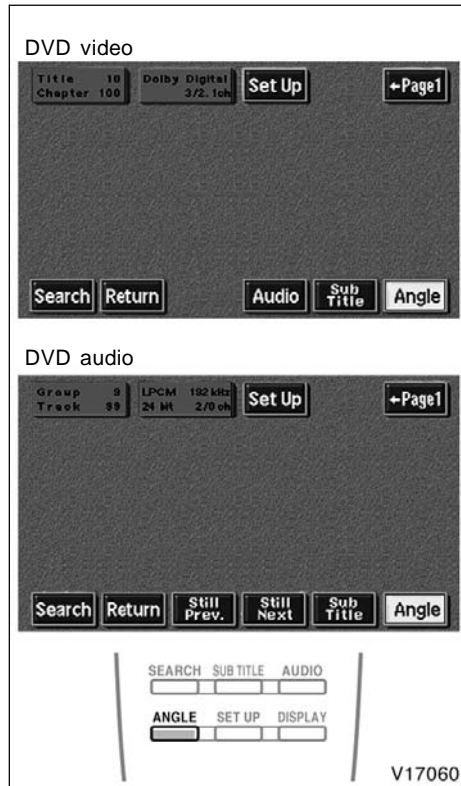 DVD video
Title 10 Dolby Digital Set Up ←Page1
Chapter 100 3/2.1ch
Search Return Audio Sub Title Angle
DVD audio
Group 9 LPCM 192 kHz Set Up ←Page1
Track 99 24 bit 2/0 ch
Search Return Still Prev. Still Next Sub Title Angle
SEARCH SUB TITLE AUDIO
ANGLE SET UP DISPLAY
V17060